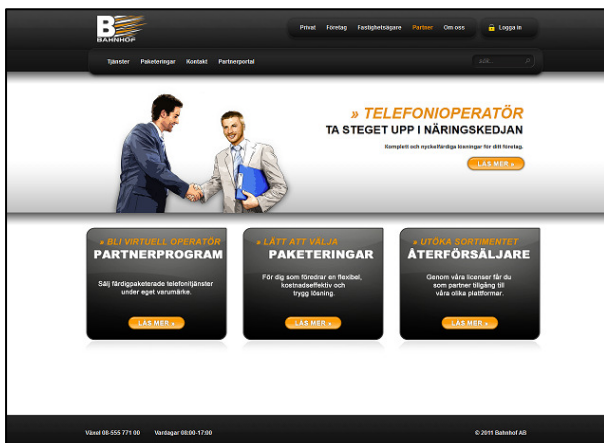 BAHNHOF
Privat Företag Fastighetsägare Partner Om oss Logga in
Tjänster Paketeringar Kontakt Partnerportal SÖK...
» TELEFONIOPERATÖR
TA STEGET UPP I NÄRINGSKEDJAN
Komplett och nyckelfärdiga lösningar för ditt företag.
LÄS MER »
» BLI VIRTUELL OPERATÖR
PARTNERPROGRAM
Sälj färdigpaketerade telefonitjänster
under eget varumärke.
LÄS MER »
» LÄTT ATT VÄLJA
PAKETERINGAR
För dig som föredrar en flexibel,
kostnadseffektiv och
trygg lösning.
LÄS MER »
» UTÖKA SORTIMENTET
ÅTERFÖRSÄLJARE
Genom våra licenser får du
som partner tillgång till
våra olika plattformar.
LÄS MER »
Växel 08-555 771 00 Vardagar 08:00-17:00 © 2011 Bahnhof AB